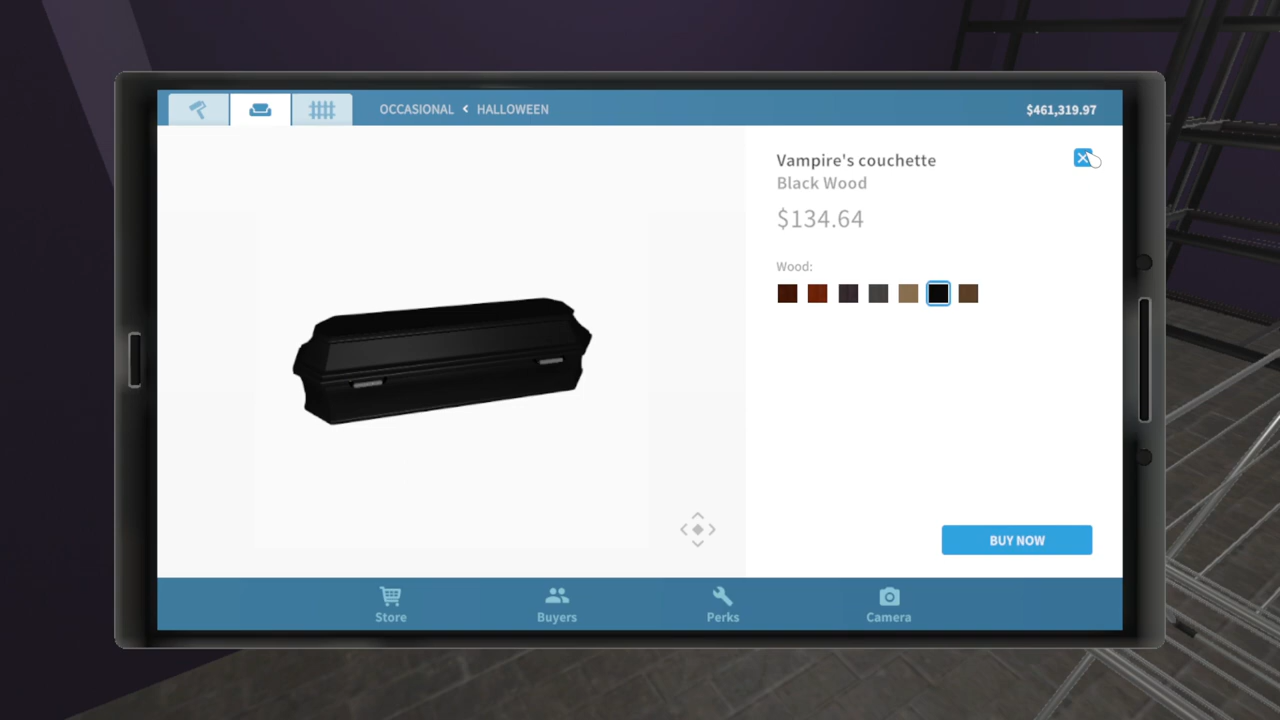 OCCASIONAL < HALLOWEEN
$461,319.97
Vampire's couchette
Black Wood
$134.64
Wood:
BUY NOW
Store
Buyers
Perks
Camera